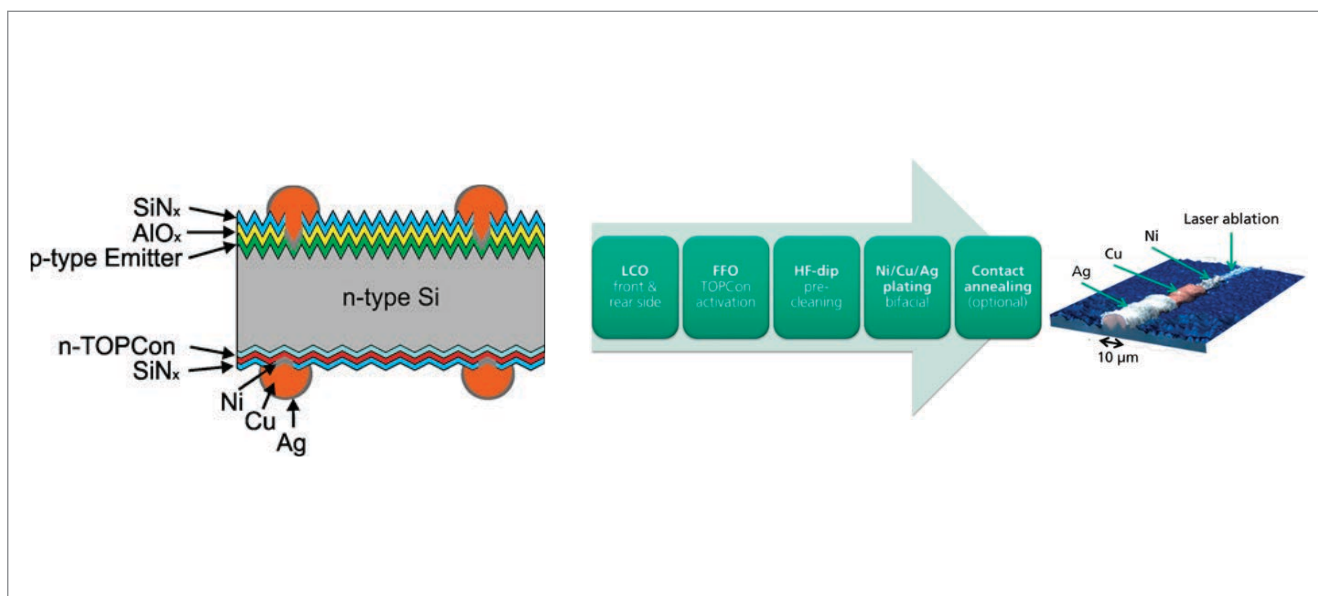 SiNₓ
AlOₓ
p-type Emitter
n-type Si
n-TOPCon
SiNₓ
Ni
Cu
Ag
LCO
front &
rear side
FFO
TOPCon
activation
HF-dip
pre-
cleaning
Ni/Cu/Ag
plating
bifacial
Contact
annealing
(optional)
Laser ablation
Ni
Cu
Ag
10 µm